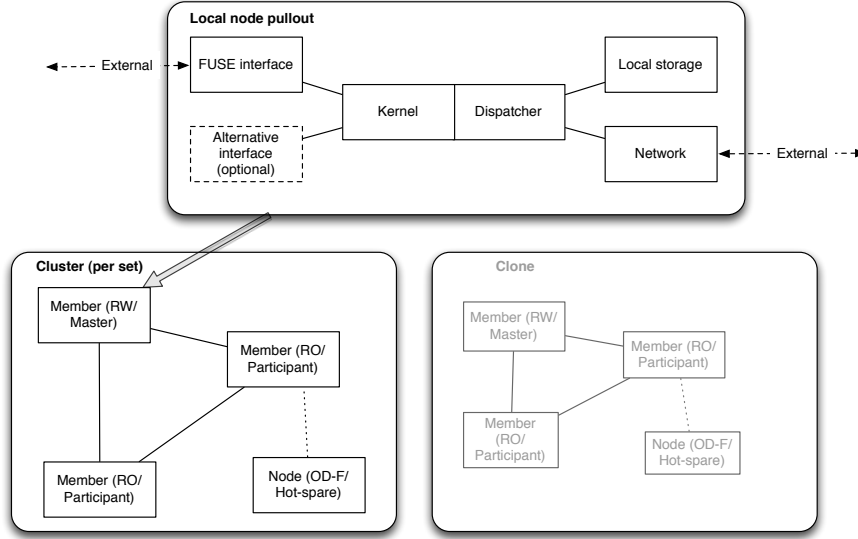 Local node pullout
External
FUSE interface
Local storage
Kernel
Dispatcher
Alternative
interface
(optional)
Network
External
Cluster (per set)
Member (RW/
Master)
Member (RO/
Participant)
Member (RO/
Participant)
Node (OD-F/
Hot-spare)
Clone
Member (RW/
Master)
Member (RO/
Participant)
Member
(RO/
Participant)
Node (OD-F/
Hot-spare)